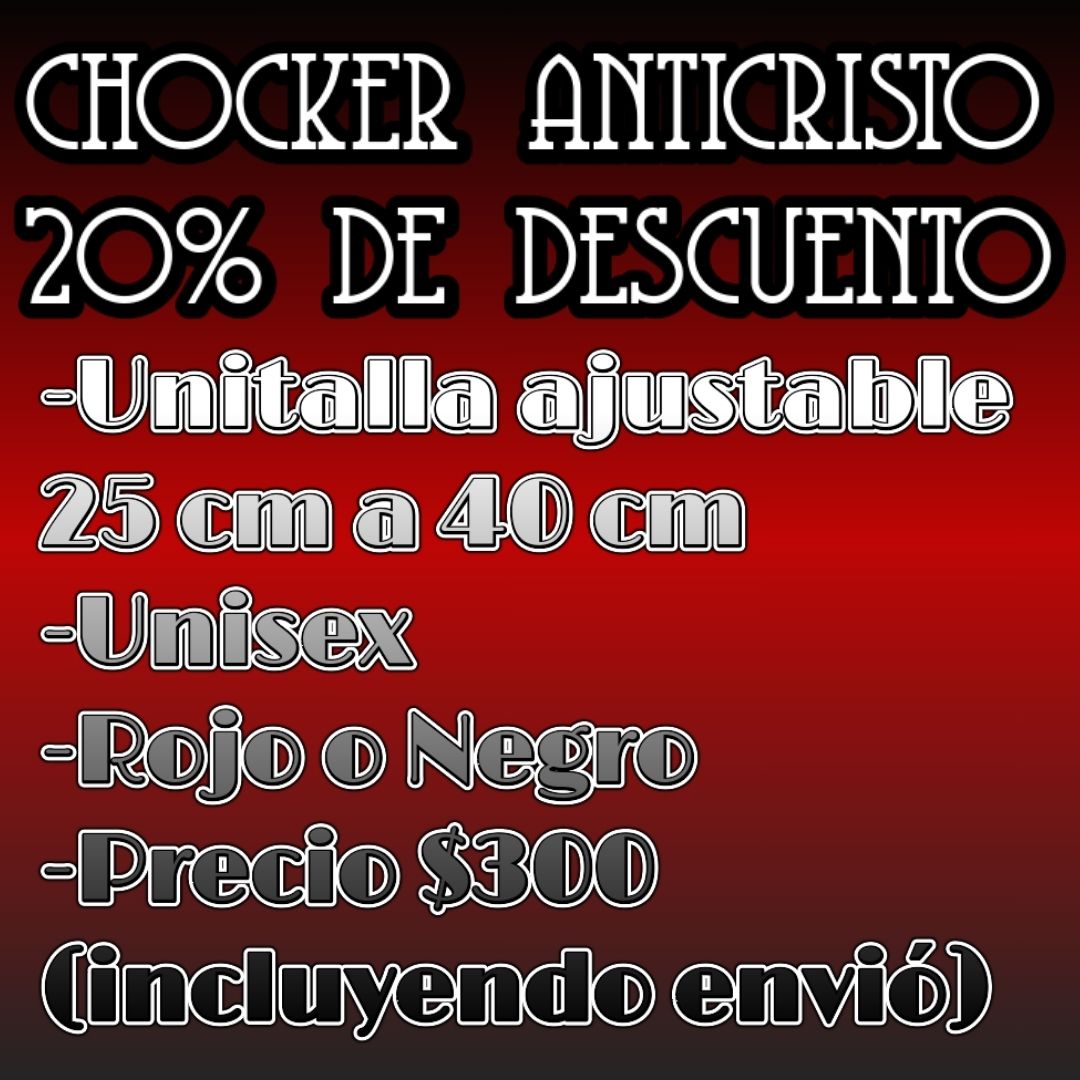 CHOCKER ANTICRISTO
20% DE DESCUENTO
-Unitalla ajustable
25 cm a 40 cm
-Unisex
-Rojo o Negro
-Precio $300
(incluyendo envió)